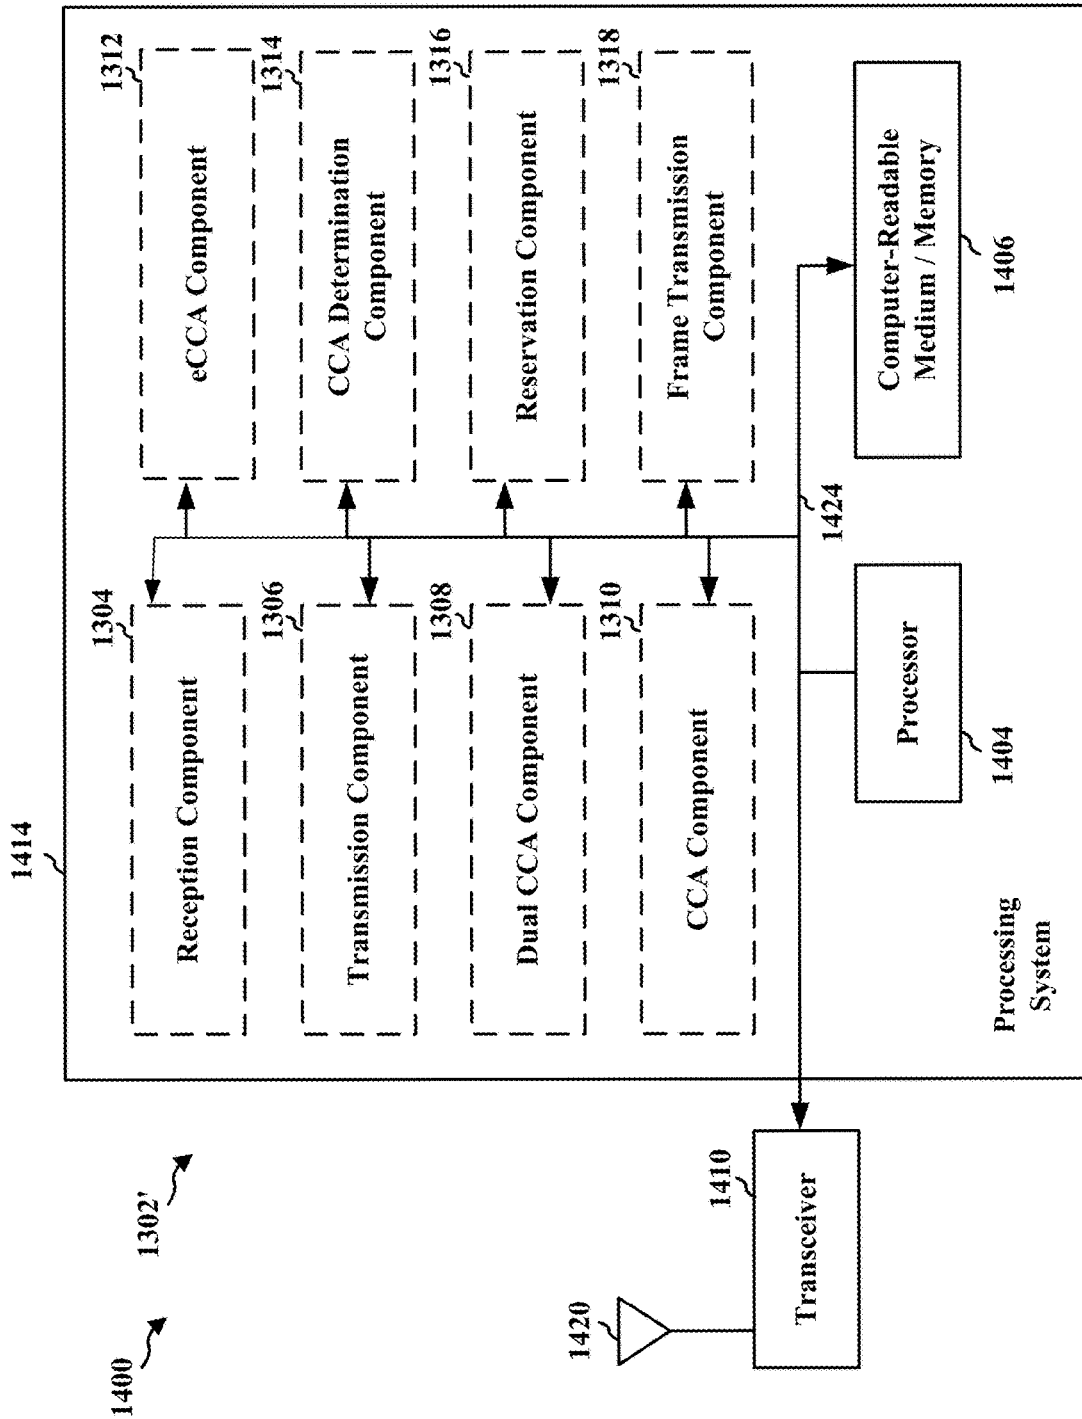 1400
1302'
1414
1420
1410
Transceiver
1304
Reception Component
1306
Transmission Component
1308
Dual CCA Component
1310
CCA Component
1312
eCCA Component
1314
CCA Determination
Component
1316
Reservation Component
1318
Frame Transmission
Component
1424
Processor
1404
Computer-Readable
Medium / Memory
1406
Processing
System